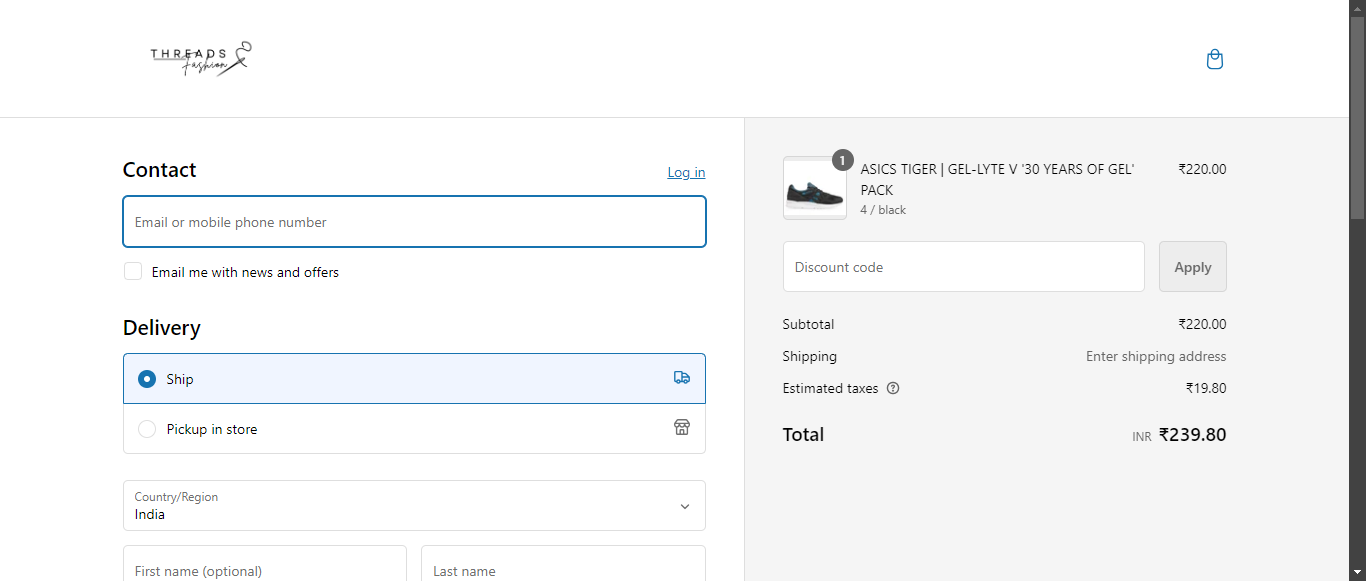 THREADS
Fashion
Contact
Log in
Email or mobile phone number
Email me with news and offers
Delivery
Ship
Pickup in store
Country/Region
India
First name (optional)
Last name
1
ASICS TIGER | GEL-LYTE V '30 YEARS OF GEL' PACK
4 / black
₹220.00
Discount code
Apply
Subtotal ₹220.00
Shipping Enter shipping address
Estimated taxes ₹19.80
Total INR ₹239.80